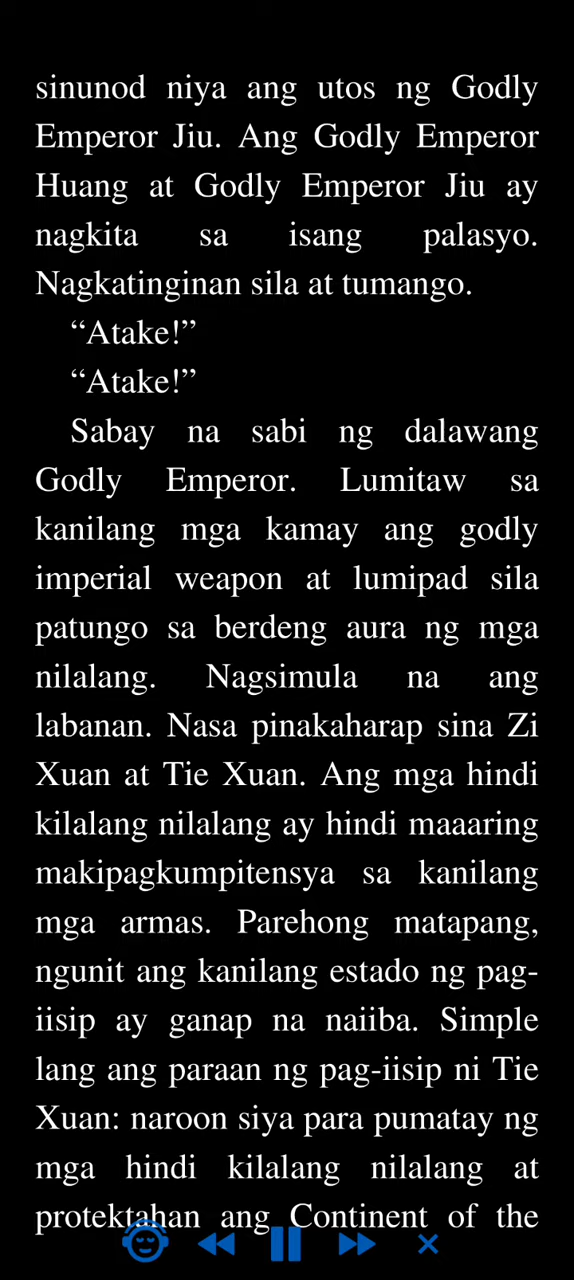 sinunod niya ang utos ng Godly
Emperor Jiu. Ang Godly Emperor
Huang at Godly Emperor Jiu ay
nagkita sa isang palasyo.
Nagkatinginan sila at tumango.
“Atake!”
“Atake!”
Sabay na sabi ng dalawang
Godly Emperor. Lumitaw sa
kanilang mga kamay ang godly
imperial weapon at lumipad sila
patungo sa berdeng aura ng mga
nilalang. Nagsimula na ang
labanan. Nasa pinakaharap sina Zi
Xuan at Tie Xuan. Ang mga hindi
kilalang nilalang ay hindi maaaring
makipagkumpitensya sa kanilang
mga armas. Parehong matapang,
ngunit ang kanilang estado ng pag-
iisip ay ganap na naiiba. Simple
lang ang paraan ng pag-iisip ni Tie
Xuan: naroon siya para pumatay ng
mga hindi kilalang nilalang at
protektahan ang Continent of the